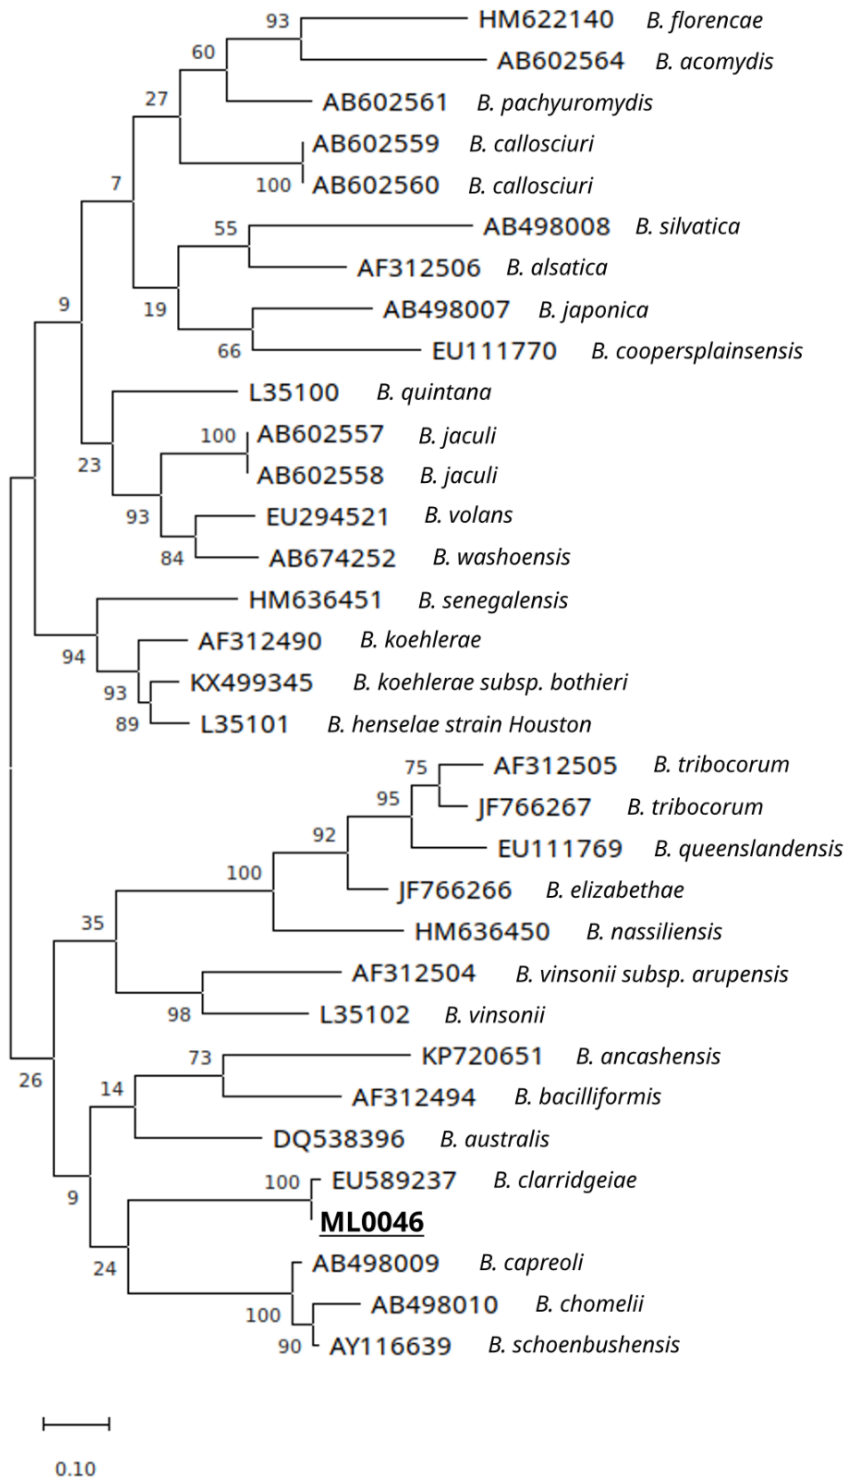 93 HM622140 B. florencae
60 AB602564 B. acomydis
27 AB602561 B. pachyuromydis
AB602559 B. callosciuri
7 100 AB602560 B. callosciuri
55 AB498008 B. silvatica
AF312506 B. alsatica
9 19 AB498007 B. japonica
66 EU111770 B. coopersplainsensis
L35100 B. quintana
100 AB602557 B. jaculi
23 AB602558 B. jaculi
93 EU294521 B. volans
84 AB674252 B. washoensis
HM636451 B. senegalensis
94 AF312490 B. koehlerae
93 KX499345 B. koehlerae subsp. bothieri
89 L35101 B. henselae strain Houston
75 AF312505 B. tribocorum
95 JF766267 B. tribocorum
92 EU111769 B. queenslandensis
100 JF766266 B. elizabethae
35 HM636450 B. nassiliensis
AF312504 B. vinsonii subsp. arupensis
98 L35102 B. vinsonii
73 KP720651 B. ancashensis
26 14 AF312494 B. bacilliformis
DQ538396 B. australis
100 EU589237 B. clarridgeiae
9 ML0046
24 AB498009 B. capreoli
100 AB498010 B. chomelii
90 AY116639 B. schoenbushensis
0.10